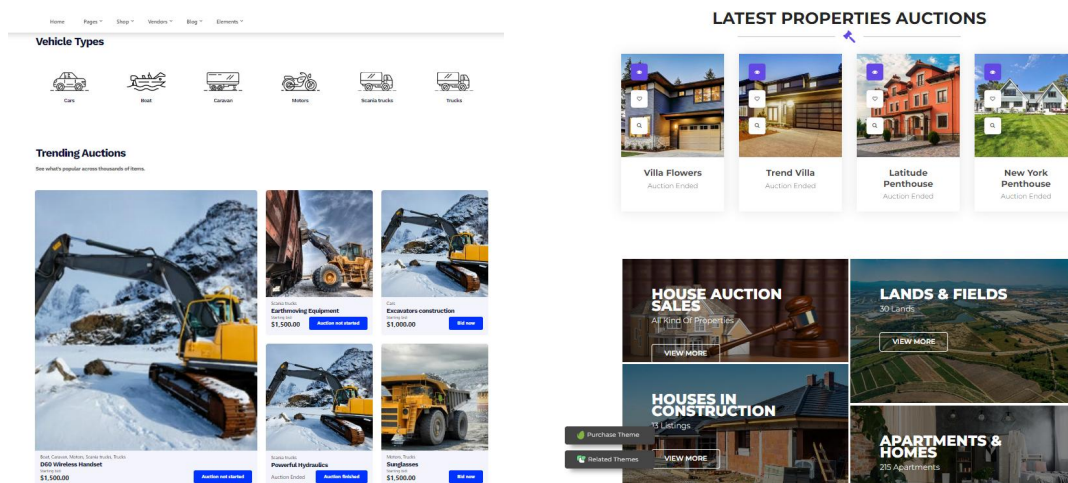 Home Pages Shop Vendors Blog Elements
Vehicle Types
Cars Boat Caravan Motors Scania trucks Trucks
Trending Auctions
See what's popular across thousands of items.
Boat, Caravan, Motors, Scania trucks, Trucks
D60 Wireless Handset
Starting bid:
$1,500.00
Auction not started
Scania trucks
Earthmoving Equipment
Starting bid:
$1,500.00
Auction not started
Cars
Excavators construction
Starting bid:
$1,000.00
Bid now
Scania trucks
Powerful Hydraulics
Auction Ended
Auction finished
Motors, Trucks
Sunglasses
Starting bid:
$1,500.00
Bid now
LATEST PROPERTIES AUCTIONS
Villa Flowers
Auction Ended
Trend Villa
Auction Ended
Latitude
Penthouse
Auction Ended
New York
Penthouse
Auction Ended
HOUSE AUCTION
SALES
All Kind Of Properties
VIEW MORE
LANDS & FIELDS
30 Lands
VIEW MORE
HOUSES IN
CONSTRUCTION
13 Listings
VIEW MORE
APARTMENTS &
HOMES
215 Apartments
Purchase Theme
Related Themes